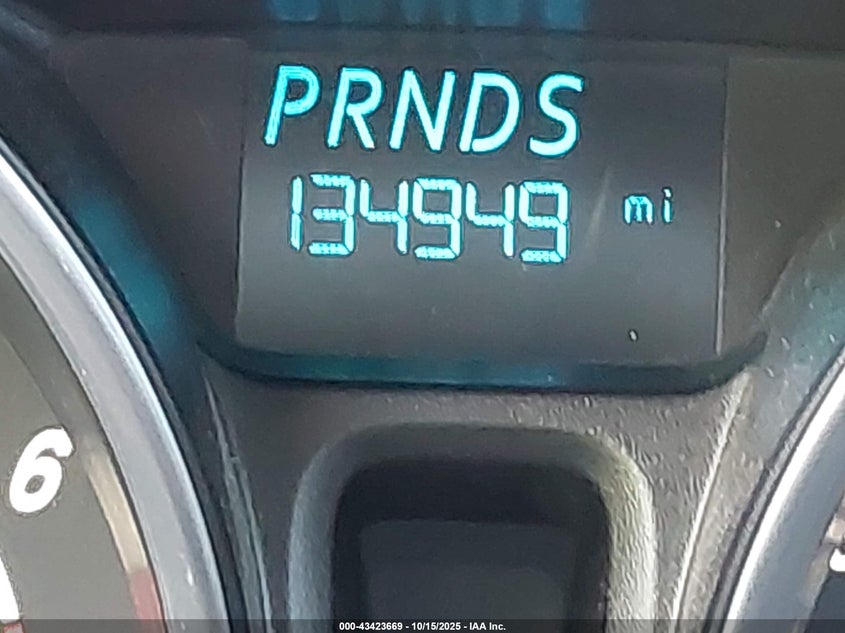 PRNDS
134949 mi
6
000-43423669 - 10/15/2025 - IAA Inc.